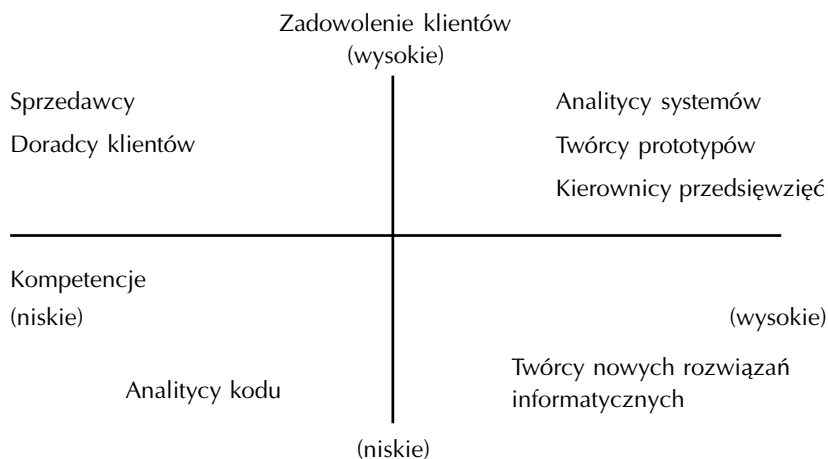 Zadowolenie klientów
(wysokie)
Sprzedawcy
Doradcy klientów
Analitycy systemów
Twórcy prototypów
Kierownicy przedsięwzięć
Kompetencje
(niskie)
(wysokie)
Analitycy kodu
Twórcy nowych rozwiązań
informatycznych
(niskie)